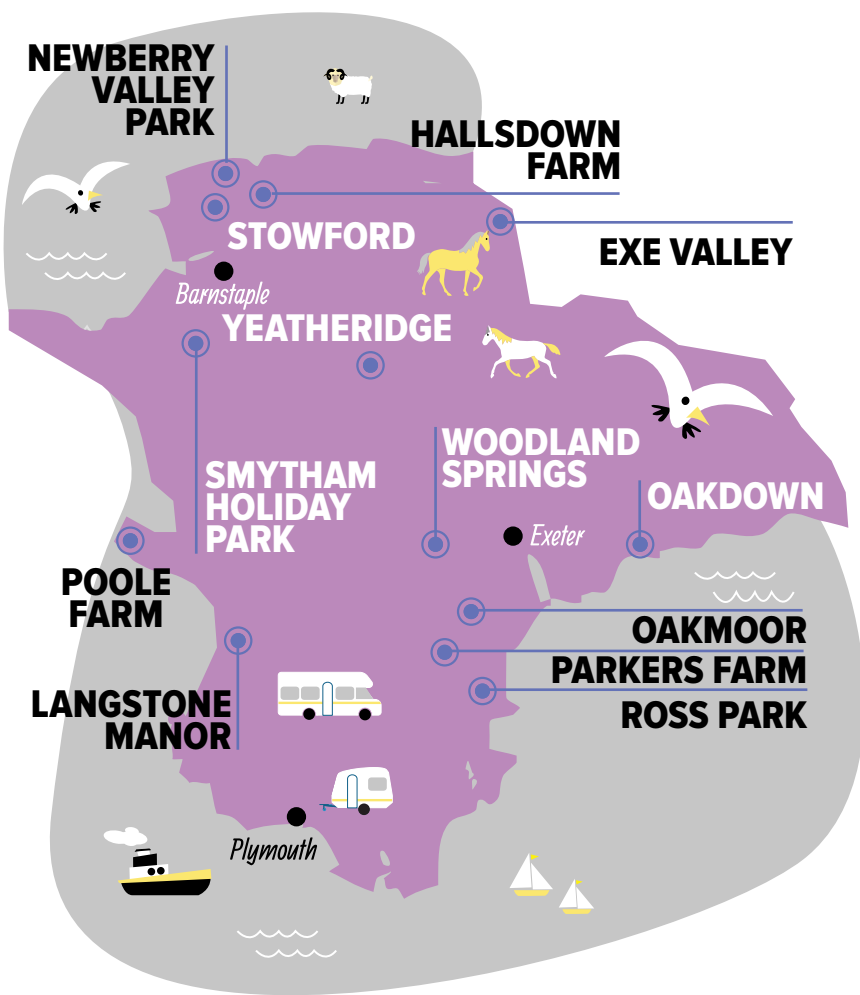 NEWBERRY
VALLEY
PARK
HALLSDOWN
FARM
STOWFORD
EXE VALLEY
Barnstaple
YEATHERIDGE
WOODLAND
SPRINGS
SMYTHAM
HOLIDAY
PARK
OAKDOWN
Exeter
POOLE
FARM
OAKMOOR
PARKERS FARM
LANGSTONE
MANOR
ROSS PARK
Plymouth